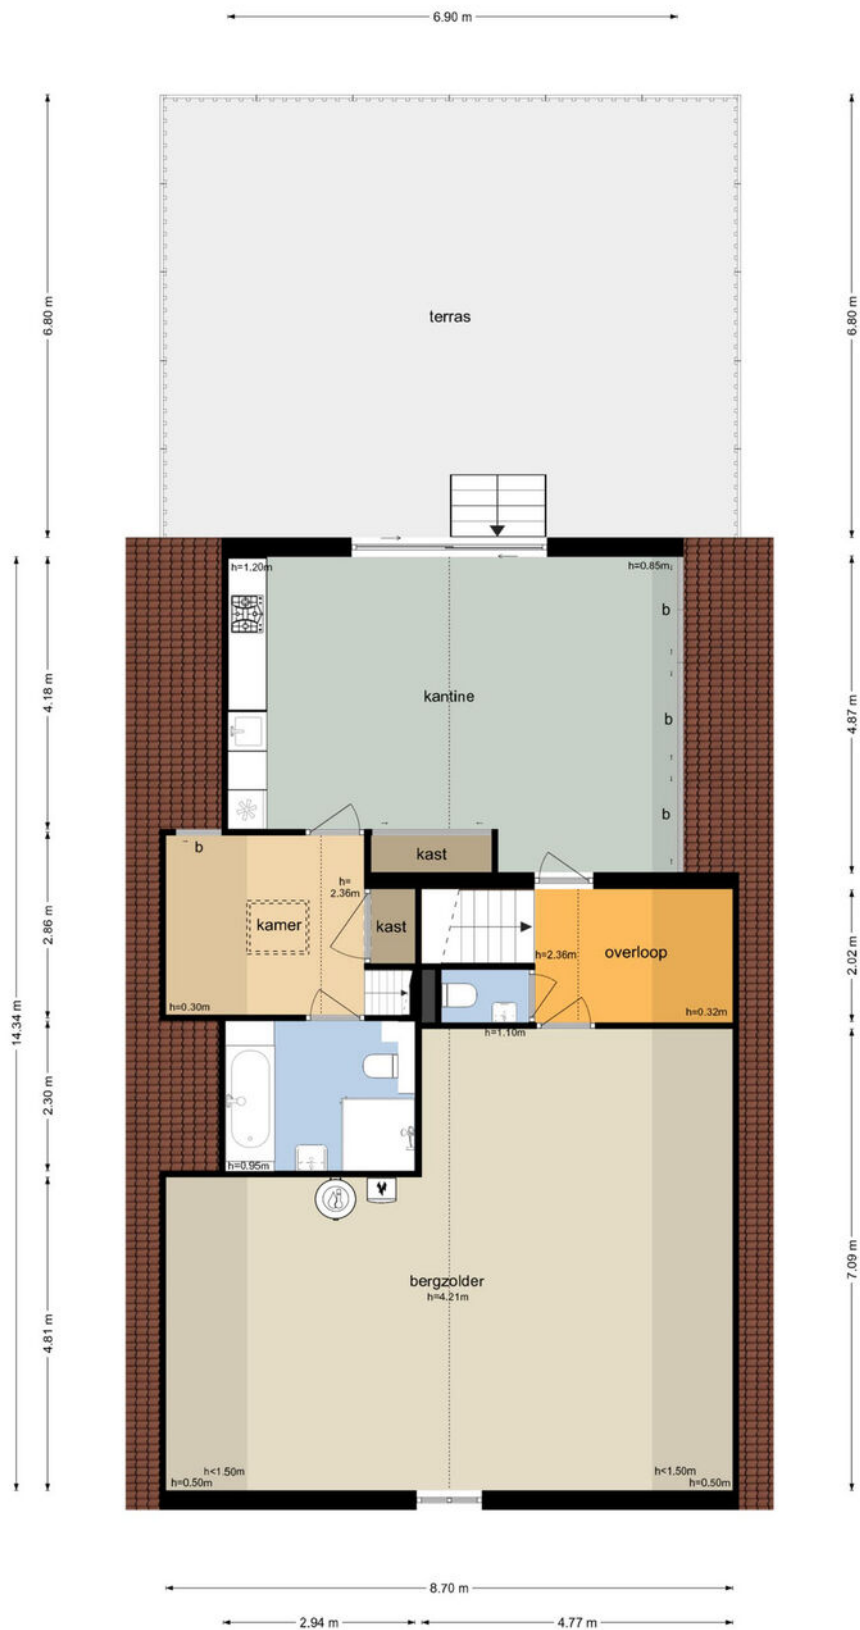 6.90 m
6.80 m
6.80 m
terras
h=1.20m
h=0.85m
b
kantine
4.18 m
4.87 m
b
b
b
kast
h=
2.36m
kamer
kast
h=2.36m
overloop
2.86 m
2.02 m
h=0.30m
h=0.32m
h=1.10m
14.34 m
2.30 m
h=0.95m
bergzolder
h=4.21m
7.09 m
4.81 m
h<1.50m
h=0.50m
h<1.50m
h=0.50m
8.70 m
2.94 m
4.77 m